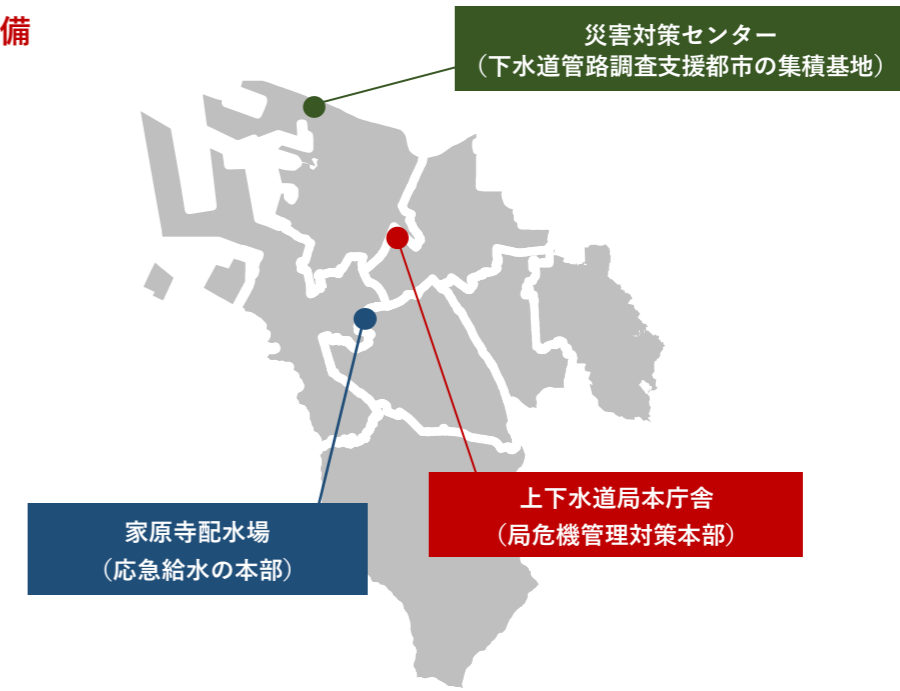 備
災害対策センター
（下水道管路調査支援都市の集積基地）
上下水道局本庁舎
（局危機管理対策本部）
家原寺配水場
（応急給水の本部）